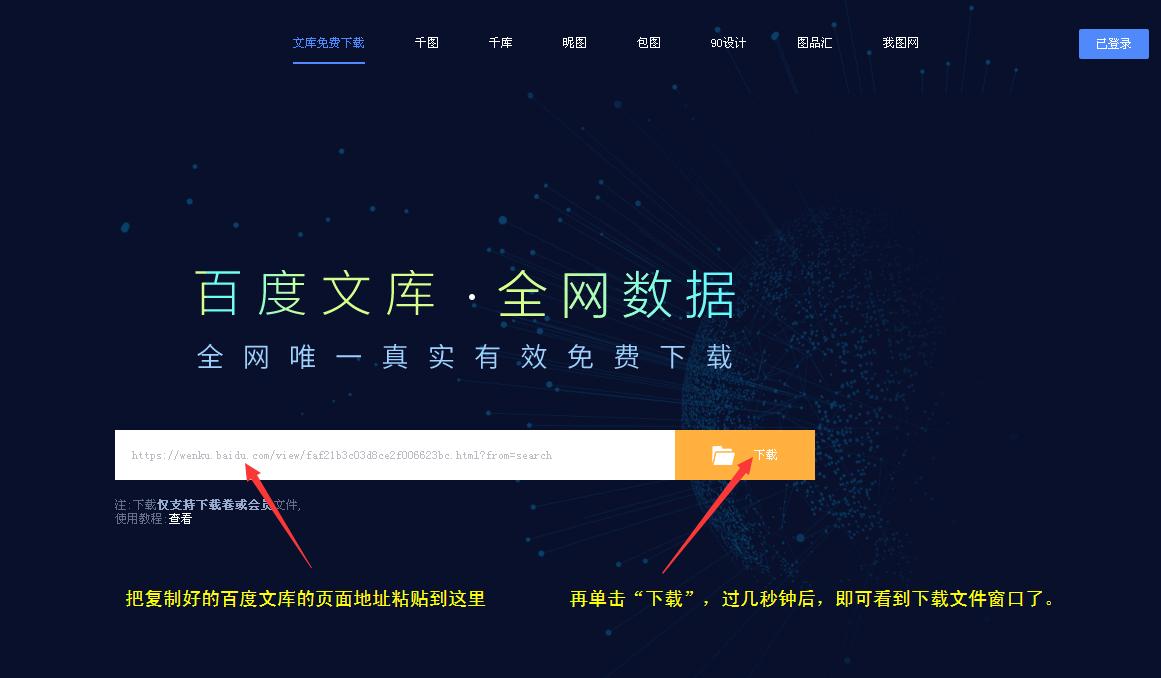 文库免费下载 千图 千库 昵图 包图 90设计 图品汇 我图网 已登录
百度文库·全网数据
全网唯一真实有效免费下载
https://wenku.baidu.com/view/faf21b3c03d8ce2f006623bc.html?from=search 下载
注:下载仅支持下载卷或会员文件,
使用教程:查看
把复制好的百度文库的页面地址粘贴到这里
再单击“下载”，过几秒钟后，即可看到下载文件窗口了。